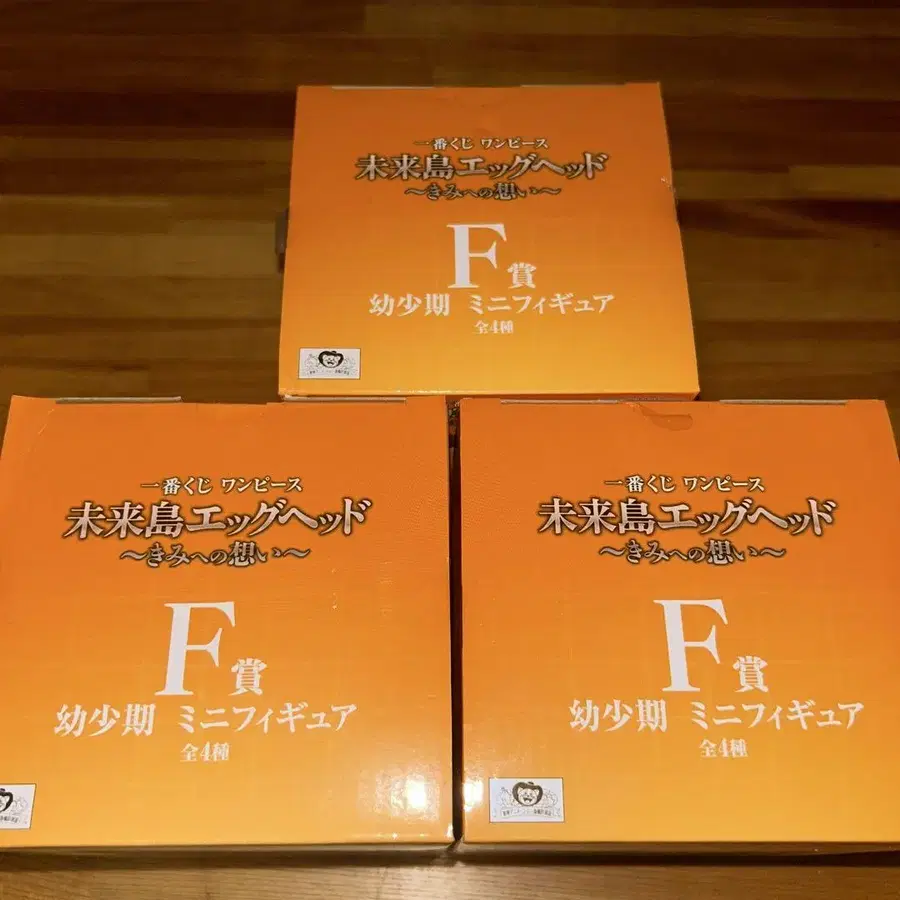 一番くじ ワンピース
未来島エッグヘッド
～きみへの想い～
F賞
幼少期 ミニフィギュア
全4種
一番くじ ワンピース
未来島エッグヘッド
～きみへの想い～
F賞
幼少期 ミニフィギュア
全4種
一番くじ ワンピース
未来島エッグヘッド
～きみへの想い～
F賞
幼少期 ミニフィギュア
全4種